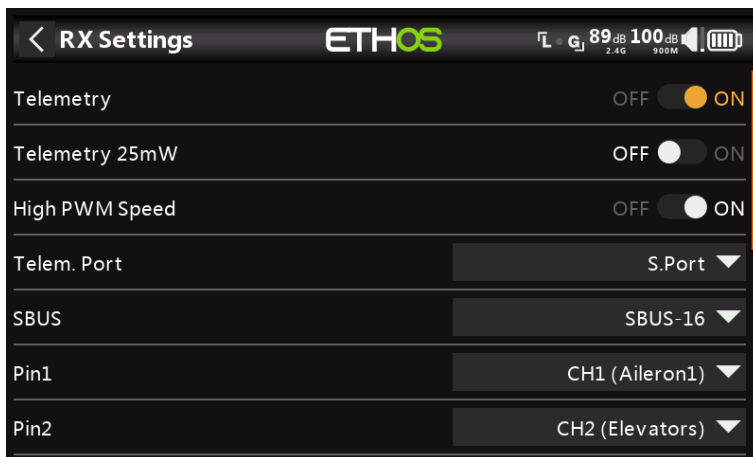 RX Settings ETHOS L G 89dB 2.4G 100dB 900M
Telemetry OFF ON
Telemetry 25mW OFF ON
High PWM Speed OFF ON
Telem. Port S.Port
SBUS SBUS-16
Pin1 CH1 (Aileron1)
Pin2 CH2 (Elevators)